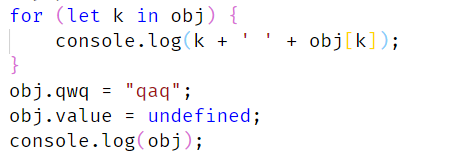 for (let k in obj) {
    console.log(k + ' ' + obj[k]);
}
obj.qwq = "qaq";
obj.value = undefined;
console.log(obj);